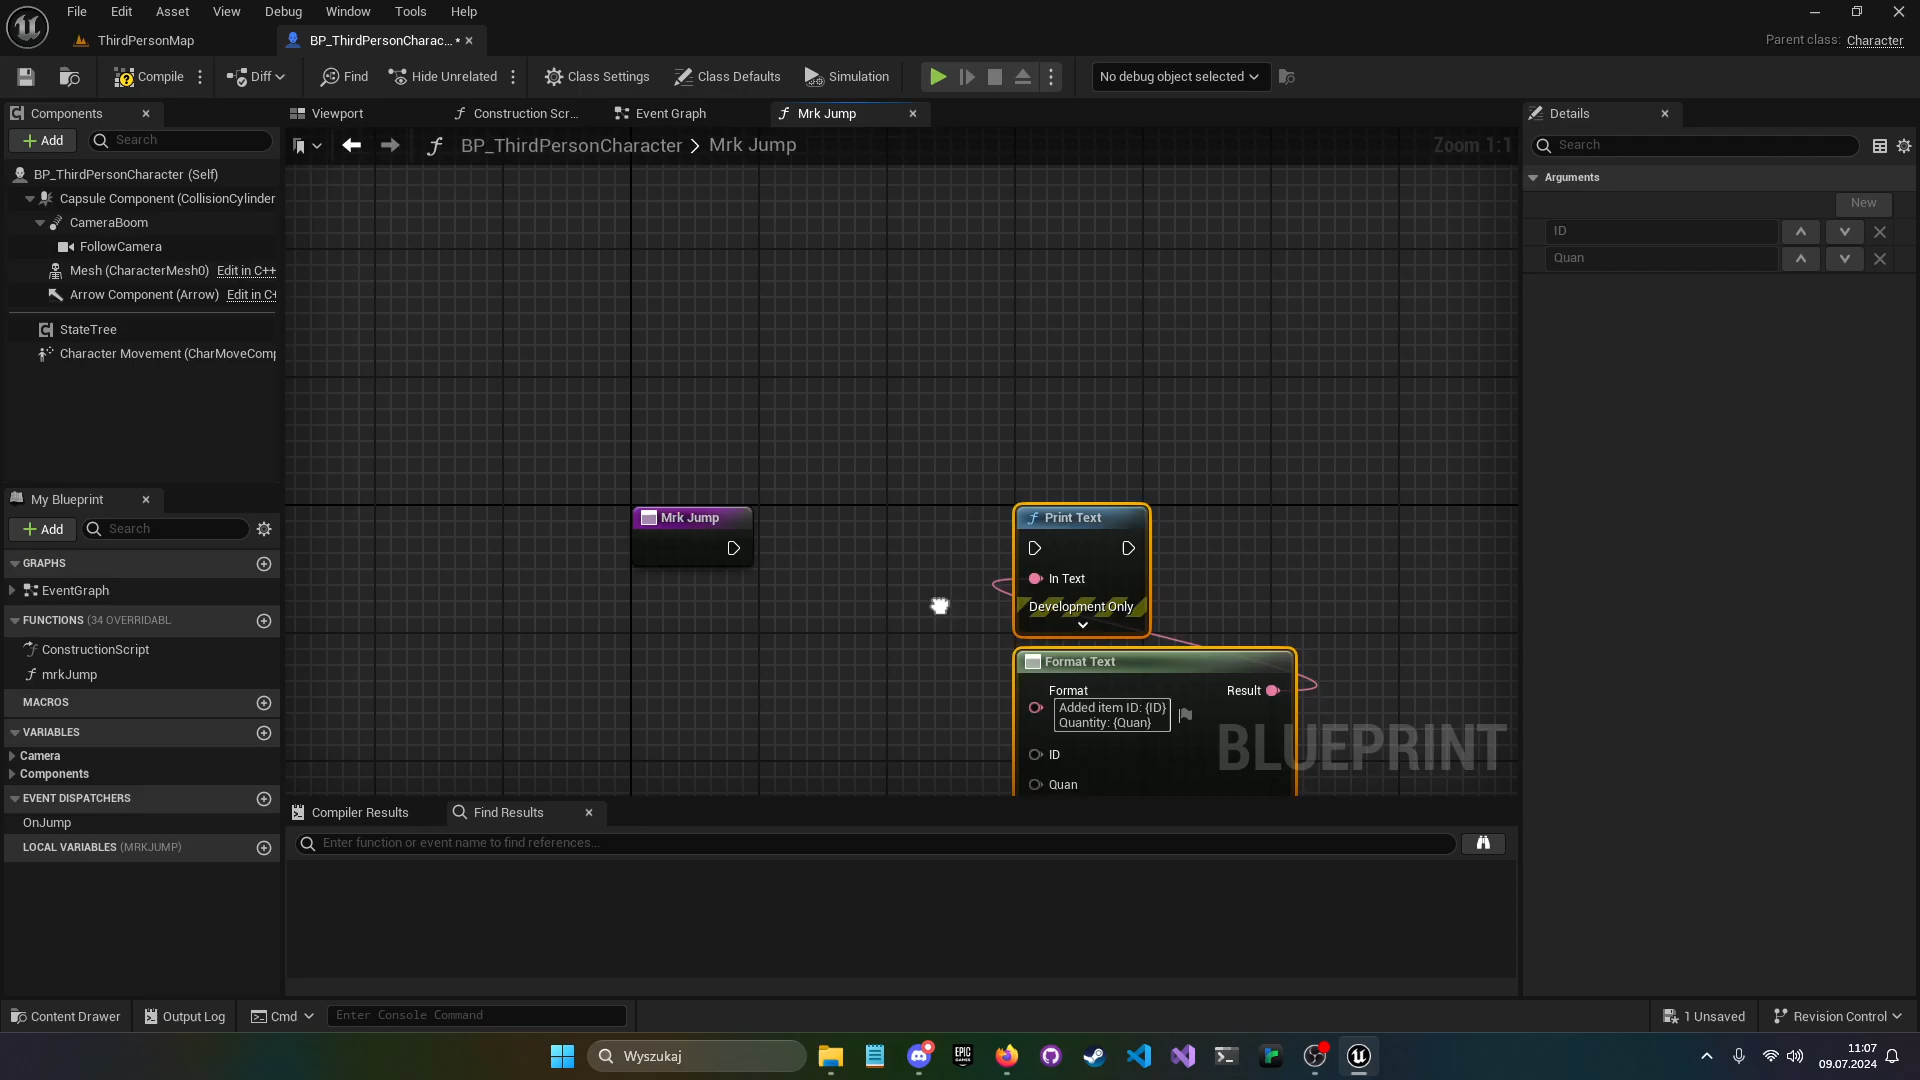 File Edit Asset View Debug Window Tools Help
ThirdPersonMap
BP_ThirdPersonCharac... •
Parent class: Character
Compile
Diff
Find
Hide Unrelated
Class Settings
Class Defaults
Simulation
No debug object selected
Components
Add
Search
BP_ThirdPersonCharacter (Self)
Capsule Component (CollisionCylinder
CameraBoom
FollowCamera
Mesh (CharacterMesh0) Edit in C++
Arrow Component (Arrow) Edit in C+
StateTree
Character Movement (CharMoveComp
My Blueprint
Add
Search
GRAPHS
EventGraph
FUNCTIONS (34 OVERRIDABL
ConstructionScript
mrkJump
MACROS
VARIABLES
Camera
Components
EVENT DISPATCHERS
OnJump
LOCAL VARIABLES (MRKJUMP)
Viewport
Construction Scr...
Event Graph
Mrk Jump
BP_ThirdPersonCharacter > Mrk Jump
Zoom 1:1
Mrk Jump
Print Text
In Text
Development Only
Format Text
Format
Result
Added item ID: {ID}
Quantity: {Quan}
ID
Quan
BLUEPRINT
Compiler Results
Find Results
Enter function or event name to find references...
Details
Search
Arguments
New
ID
Quan
Content Drawer
Output Log
Cmd
Enter Console Command
1 Unsaved
Revision Control
Wyszukaj
EPIC
GAMES
11:07
09.07.2024